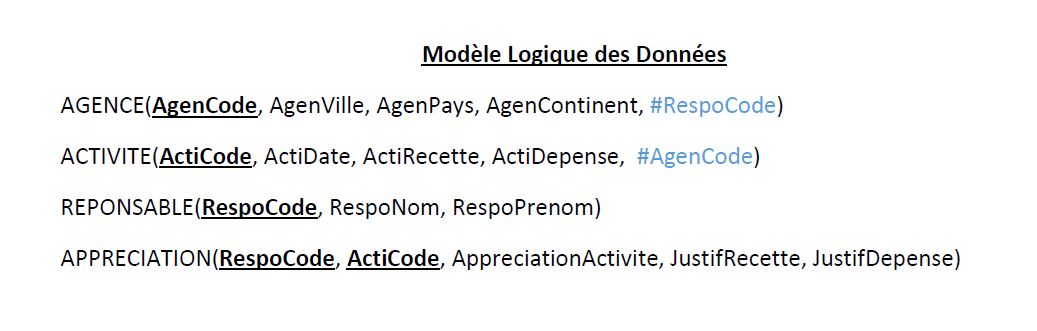 Modèle Logique des Données
AGENCE(AgenCode, AgenVille, AgenPays, AgenContinent, #RespoCode)
ACTIVITE(ActiCode, ActiDate, ActiRecette, ActiDepense, #AgenCode)
REPONSABLE(RespoCode, RespoNom, RespoPrenom)
APPRECIATION(RespoCode, ActiCode, AppreciationActivite, JustifRecette, JustifDepense)